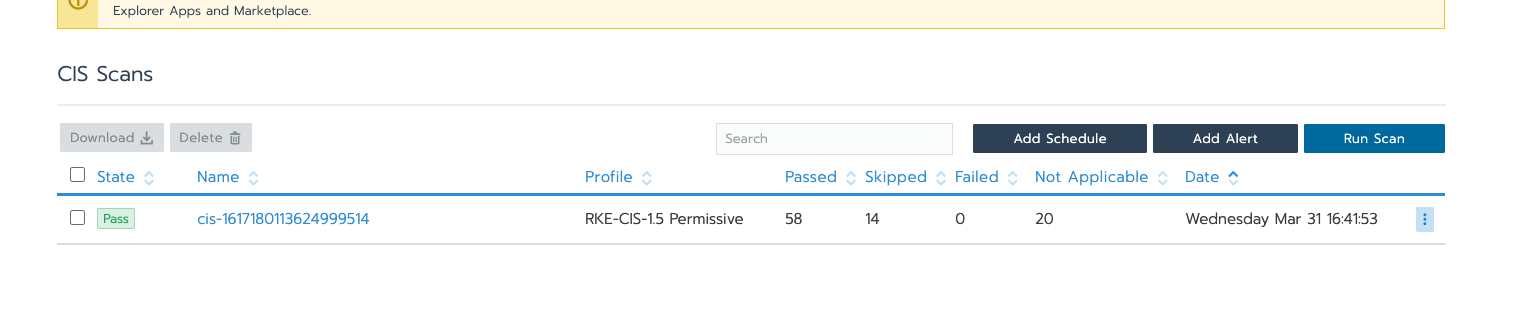 Explorer Apps and Marketplace.
CIS Scans
Download Delete Search Add Schedule Add Alert Run Scan
State Name Profile Passed Skipped Failed Not Applicable Date
Pass cis-1617180113624999514 RKE-CIS-1.5 Permissive 58 14 0 20 Wednesday Mar 31 16:41:53